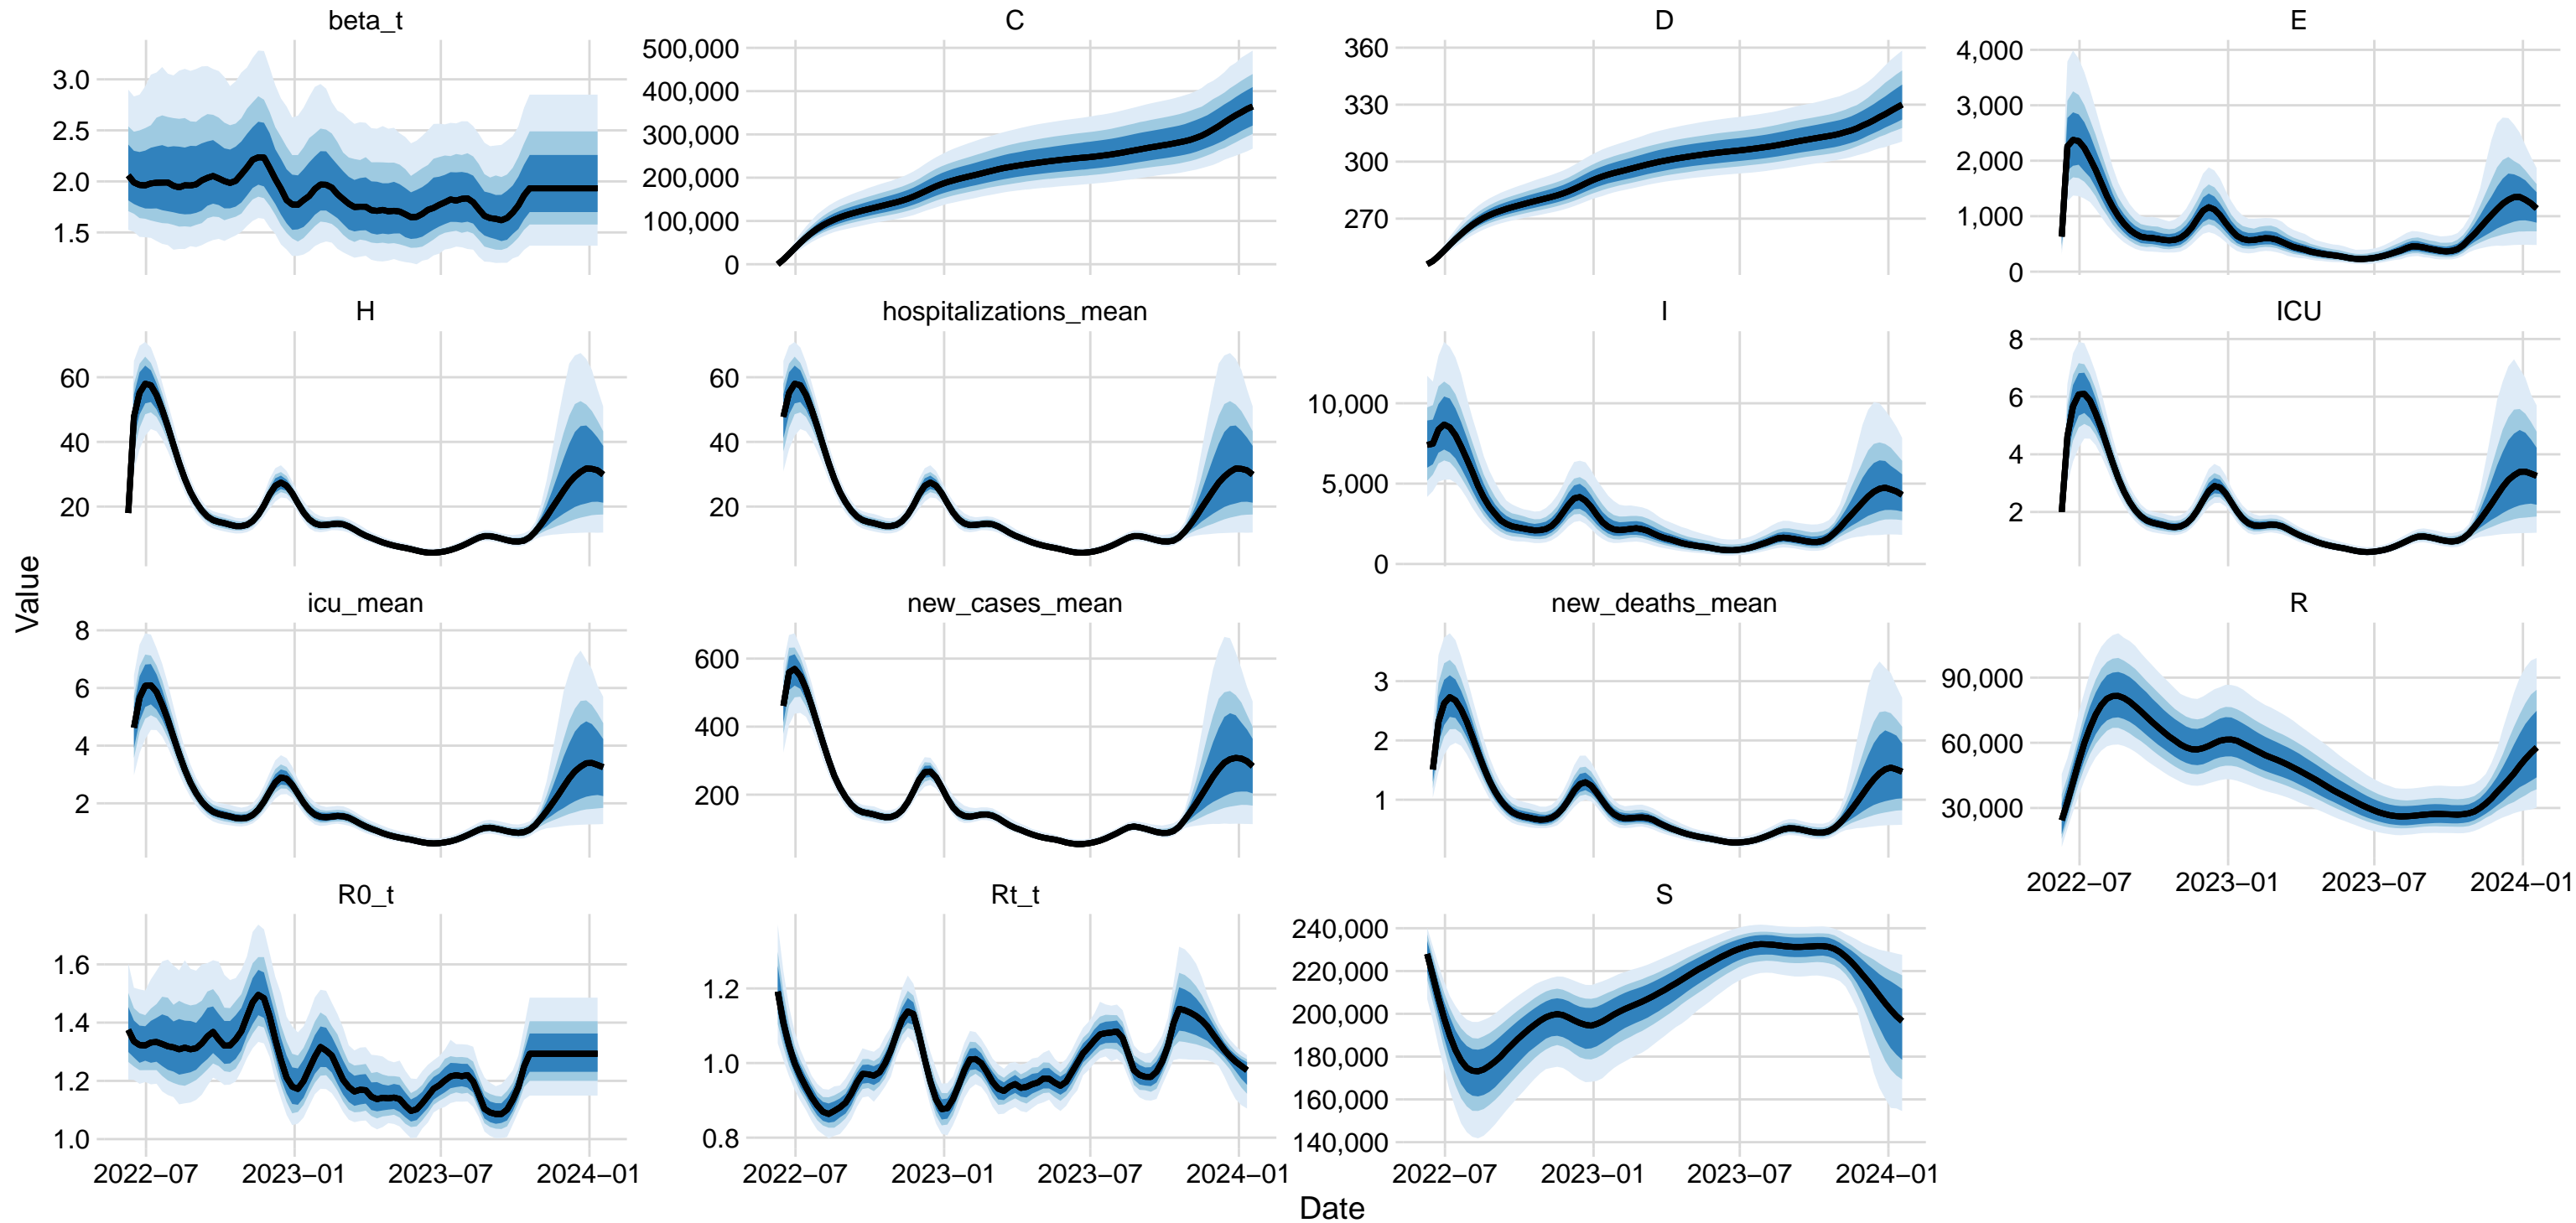 beta_t
C
D
E
3.0
2.5
2.0
1.5
500,000
400,000
300,000
200,000
100,000
0
360
330
300
270
4,000
3,000
2,000
1,000
0
H
hospitalizations_mean
I
ICU
60
40
20
60
40
20
10,000
5,000
0
8
6
4
2
Value
icu_mean
new_cases_mean
new_deaths_mean
R
8
6
4
2
600
400
200
3
2
1
90,000
60,000
30,000
2022−07 2023−01 2023−07 2024−01
R0_t
Rt_t
S
1.6
1.4
1.2
1.0
1.2
1.0
0.8
240,000
220,000
200,000
180,000
160,000
140,000
2022−07 2023−01 2023−07 2024−01
2022−07 2023−01 2023−07 2024−01
2022−07 2023−01 2023−07 2024−01
Date